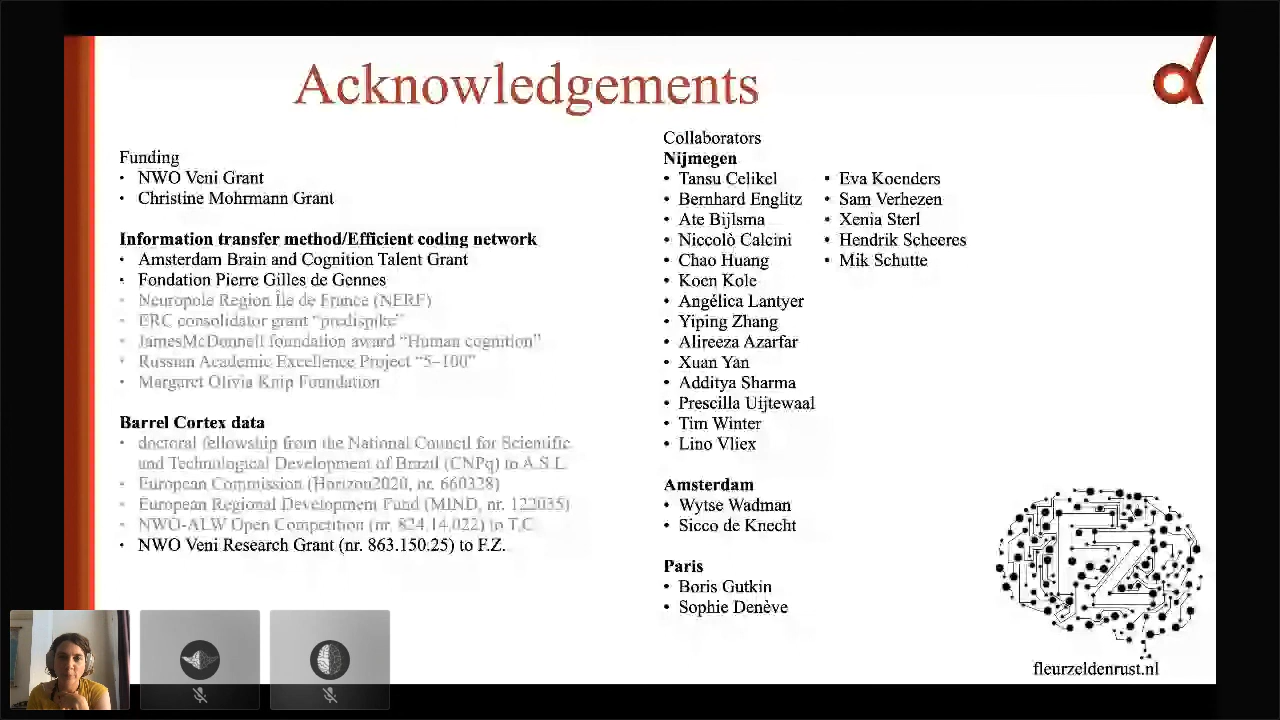 Acknowledgements
Funding
• NWO Veni Grant
• Christine Mohrmann Grant
Information transfer method/Efficient coding network
• Amsterdam Brain and Cognition Talent Grant
• Fondation Pierre Gilles de Gennes
• Neuropole Region Île de France (NERF)
• ERC consolidator grant “predispike”
• JamesMcDonnell foundation award “Human cognition”
• Russian Academic Excellence Project “5–100”
• Margaret Olivia Knip Foundation
Barrel Cortex data
• doctoral fellowship from the National Council for Scientific
and Technological Development of Brazil (CNPq) to A.S.L.
• European Commission (Horizon2020, nr. 660328)
• European Regional Development Fund (MIND, nr. 122035)
• NWO-ALW Open Competition (nr. 824.14.022) to T.C.
• NWO Veni Research Grant (nr. 863.150.25) to F.Z.
Collaborators
Nijmegen
• Tansu Celikel
• Bernhard Englitz
• Ate Bijlsma
• Niccolò Calcini
• Chao Huang
• Koen Kole
• Angélica Lantyer
• Yiping Zhang
• Alireeza Azarfar
• Xuan Yan
• Additya Sharma
• Prescilla Uijtewaal
• Tim Winter
• Lino Vliex
• Eva Koenders
• Sam Verhezen
• Xenia Sterl
• Hendrik Scheeres
• Mik Schutte
Amsterdam
• Wytse Wadman
• Sicco de Knecht
Paris
• Boris Gutkin
• Sophie Denève
FZ
fleurzeldenrust.nl